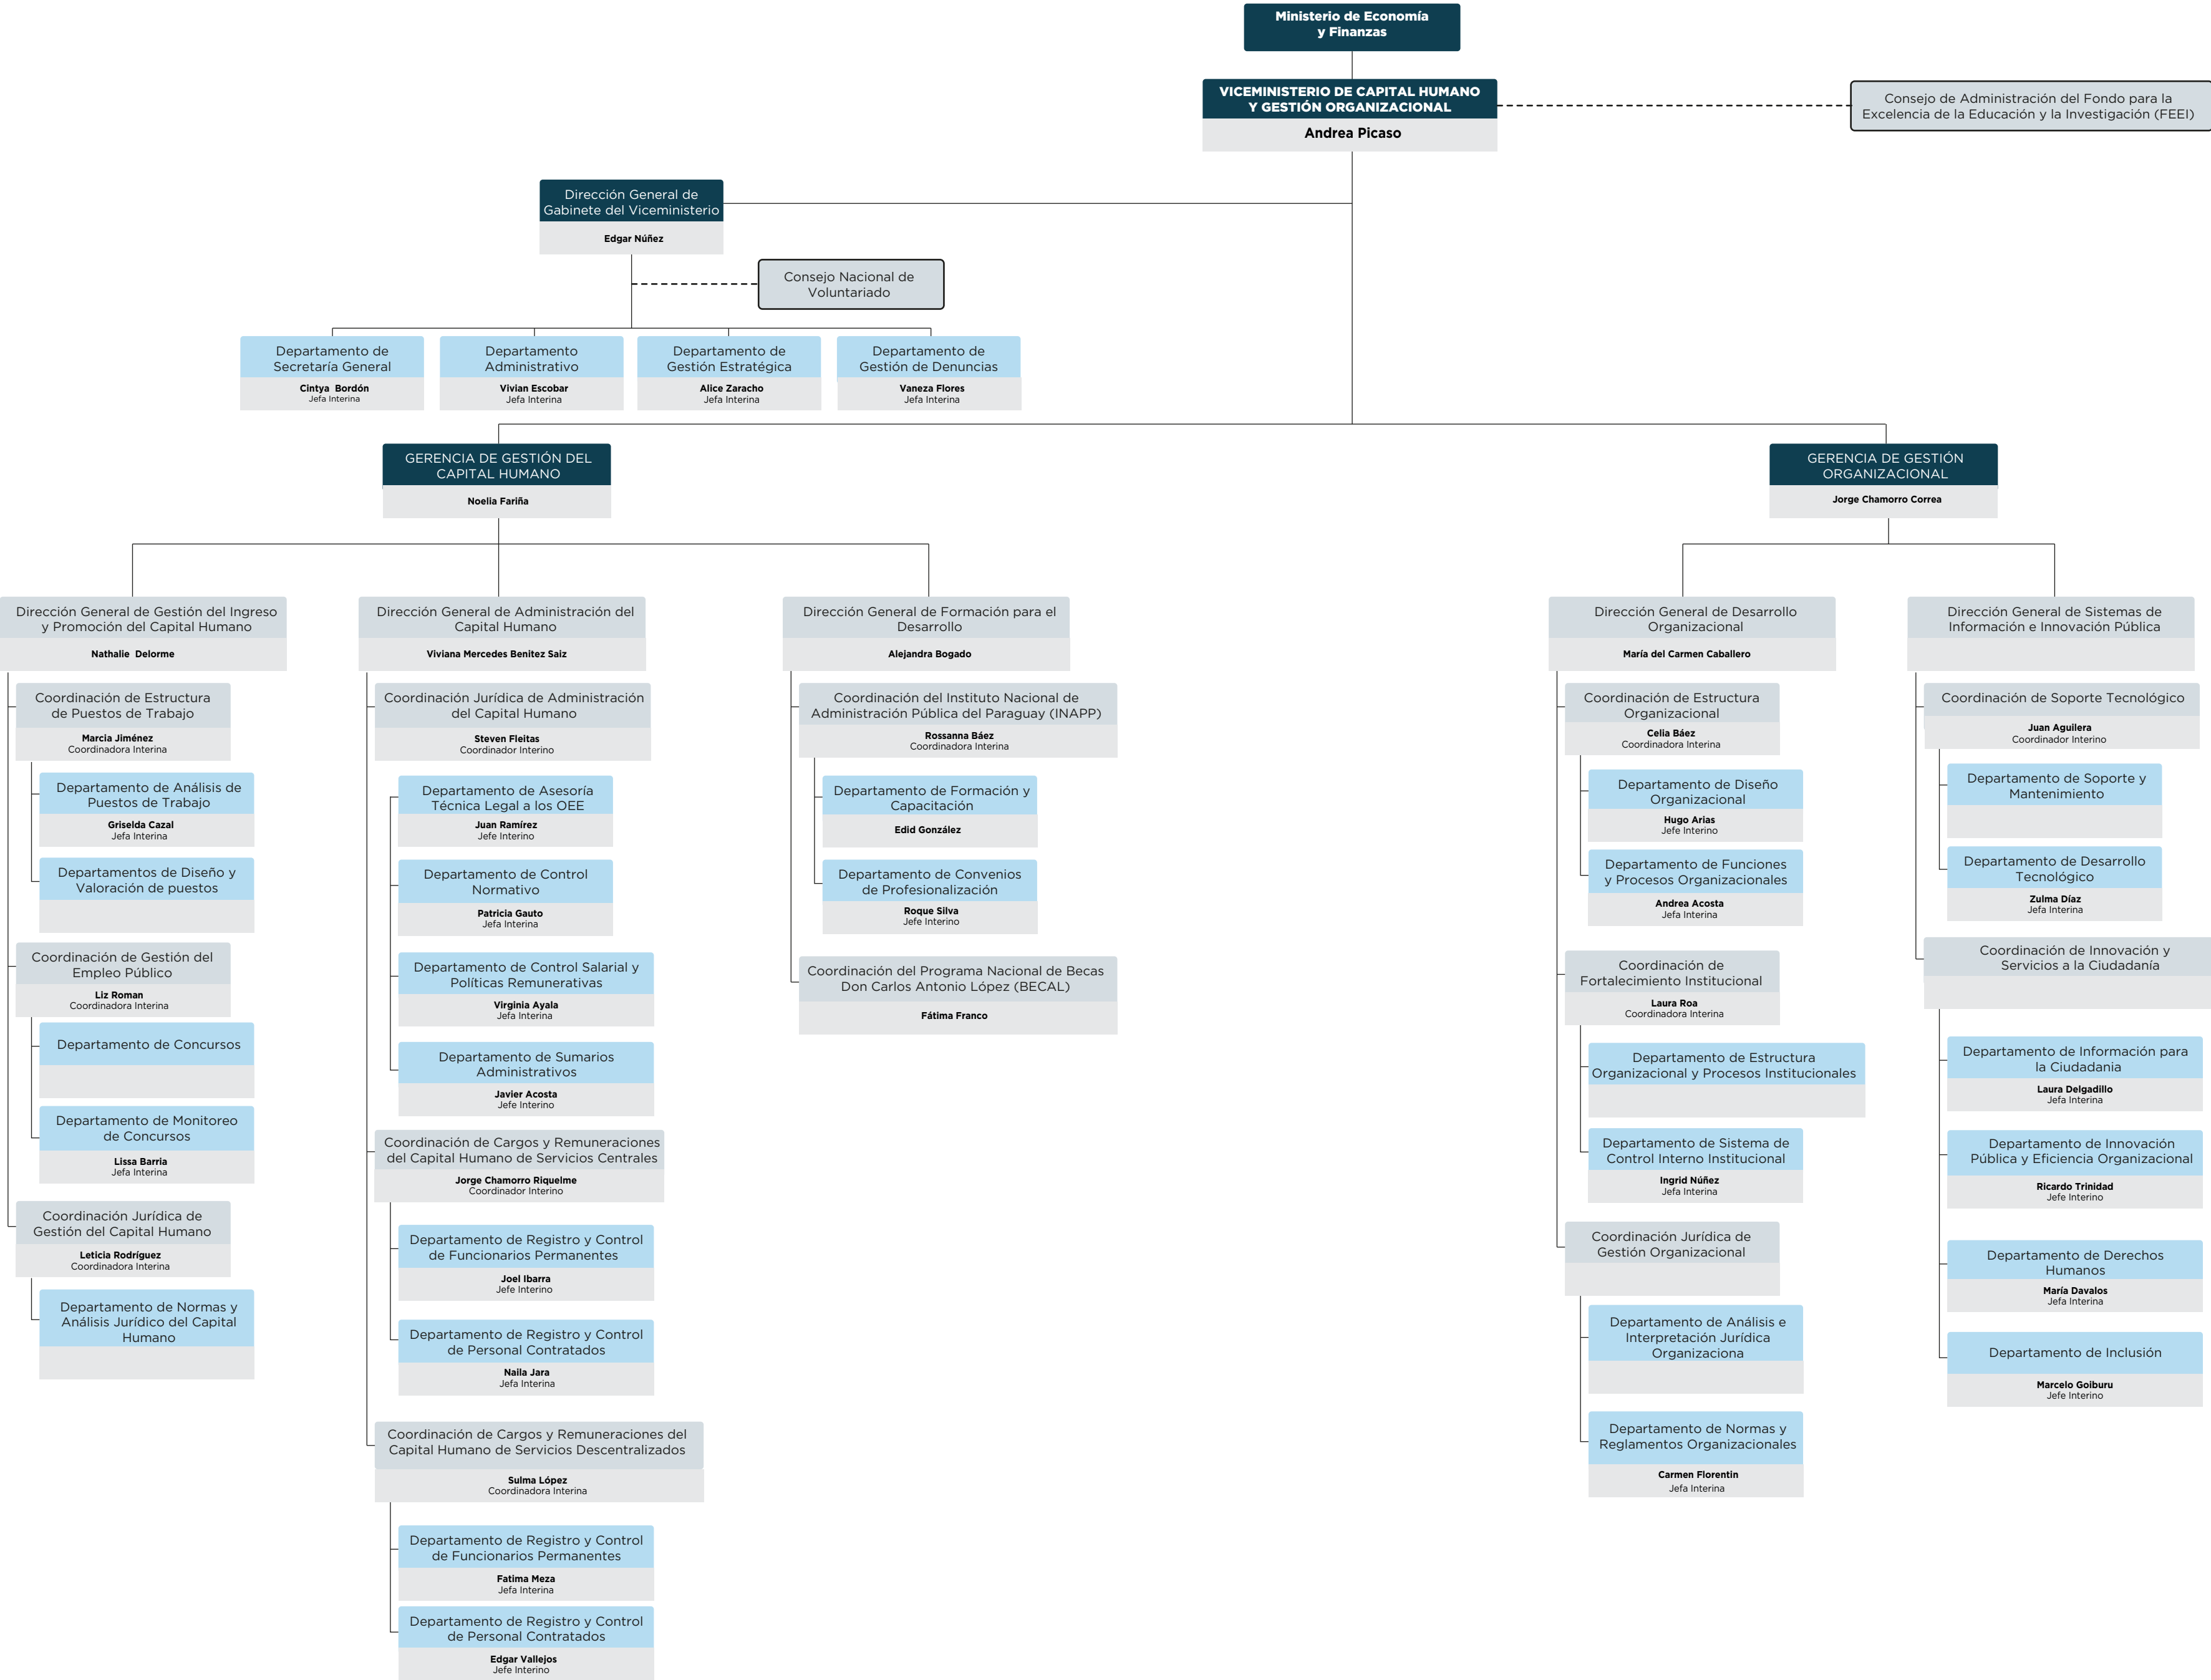 Ministerio de Economía
y Finanzas
VICEMINISTERIO DE CAPITAL HUMANO
Y GESTIÓN ORGANIZACIONAL
Andrea Picaso
Consejo de Administración del Fondo para la
Excelencia de la Educación y la Investigación (FEEI)
Dirección General de
Gabinete del Viceministerio
Edgar Núñez
Consejo Nacional de
Voluntariado
Departamento de
Secretaría General
Cintya Bordón
Jefa Interina
Departamento
Administrativo
Vivian Escobar
Jefa Interina
Departamento de
Gestión Estratégica
Alice Zaracho
Jefa Interina
Departamento de
Gestión de Denuncias
Vaneza Flores
Jefa Interina
GERENCIA DE GESTIÓN DEL
CAPITAL HUMANO
Noelia Fariña
GERENCIA DE GESTIÓN
ORGANIZACIONAL
Jorge Chamorro Correa
Dirección General de Gestión del Ingreso
y Promoción del Capital Humano
Nathalie Delorme
Coordinación de Estructura
de Puestos de Trabajo
Marcia Jiménez
Coordinadora Interina
Departamento de Análisis de
Puestos de Trabajo
Griselda Cazal
Jefa Interina
Departamentos de Diseño y
Valoración de puestos
Coordinación de Gestión del
Empleo Público
Liz Roman
Coordinadora Interina
Departamento de Concursos
Departamento de Monitoreo
de Concursos
Lissa Barria
Jefa Interina
Coordinación Jurídica de
Gestión del Capital Humano
Leticia Rodríguez
Coordinadora Interina
Departamento de Normas y
Análisis Jurídico del Capital
Humano
Dirección General de Administración del
Capital Humano
Viviana Mercedes Benitez Saiz
Coordinación Jurídica de Administración
del Capital Humano
Steven Fleitas
Coordinador Interino
Departamento de Asesoría
Técnica Legal a los OEE
Juan Ramírez
Jefe Interino
Departamento de Control
Normativo
Patricia Gauto
Jefa Interina
Departamento de Control Salarial y
Políticas Remunerativas
Virginia Ayala
Jefa Interina
Departamento de Sumarios
Administrativos
Javier Acosta
Jefe Interino
Coordinación de Cargos y Remuneraciones
del Capital Humano de Servicios Centrales
Jorge Chamorro Riquelme
Coordinador Interino
Departamento de Registro y Control
de Funcionarios Permanentes
Joel Ibarra
Jefe Interino
Departamento de Registro y Control
de Personal Contratados
Naila Jara
Jefa Interina
Coordinación de Cargos y Remuneraciones del
Capital Humano de Servicios Descentralizados
Sulma López
Coordinadora Interina
Departamento de Registro y Control
de Funcionarios Permanentes
Fatima Meza
Jefa Interina
Departamento de Registro y Control
de Personal Contratados
Edgar Vallejos
Jefe Interino
Dirección General de Formación para el
Desarrollo
Alejandra Bogado
Coordinación del Instituto Nacional de
Administración Pública del Paraguay (INAPP)
Rossanna Báez
Coordinadora Interina
Departamento de Formación y
Capacitación
Edid González
Departamento de Convenios
de Profesionalización
Roque Silva
Jefe Interino
Coordinación del Programa Nacional de Becas
Don Carlos Antonio López (BECAL)
Fátima Franco
Dirección General de Desarrollo
Organizacional
María del Carmen Caballero
Coordinación de Estructura
Organizacional
Celia Báez
Coordinadora Interina
Departamento de Diseño
Organizacional
Hugo Arias
Jefe Interino
Departamento de Funciones
y Procesos Organizacionales
Andrea Acosta
Jefa Interina
Coordinación de
Fortalecimiento Institucional
Laura Roa
Coordinadora Interina
Departamento de Estructura
Organizacional y Procesos Institucionales
Departamento de Sistema de
Control Interno Institucional
Ingrid Núñez
Jefa Interina
Coordinación Jurídica de
Gestión Organizacional
Departamento de Análisis e
Interpretación Jurídica
Organizaciona
Departamento de Normas y
Reglamentos Organizacionales
Carmen Florentin
Jefa Interina
Dirección General de Sistemas de
Información e Innovación Pública
Coordinación de Soporte Tecnológico
Juan Aguilera
Coordinador Interino
Departamento de Soporte y
Mantenimiento
Departamento de Desarrollo
Tecnológico
Zulma Díaz
Jefa Interina
Coordinación de Innovación y
Servicios a la Ciudadanía
Departamento de Información para
la Ciudadania
Laura Delgadillo
Jefa Interina
Departamento de Innovación
Pública y Eficiencia Organizacional
Ricardo Trinidad
Jefe Interino
Departamento de Derechos
Humanos
María Davalos
Jefa Interina
Departamento de Inclusión
Marcelo Goiburu
Jefe Interino